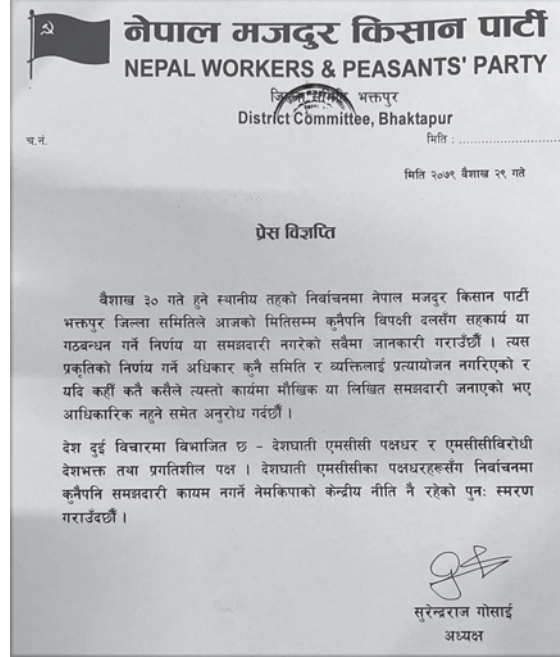 नेपाल मजदुर किसान पार्टी
NEPAL WORKERS & PEASANTS' PARTY
जिल्ला समिति भक्तपुर
District Committee, Bhaktapur
च.नं.
मिति : ............................
मिति २०७९ बैशाख २९ गते
प्रेस विज्ञप्ति
बैशाख ३० गते हुने स्थानीय तहको निर्वाचनमा नेपाल मजदुर किसान पार्टी
भक्तपुर जिल्ला समितिले आजको मितिसम्म कुनैपनि विपक्षी दलसँग सहकार्य या
गठबन्धन गर्ने निर्णय या समझदारी नगरेको सबैमा जानकारी गराउँछौं । त्यस
प्रकृतिको निर्णय गर्ने अधिकार कुनै समिति र व्यक्तिलाई प्रत्यायोजन नगरिएको र
यदि कहीँ कतै कसैले त्यस्तो कार्यमा मौखिक या लिखित समझदारी जनाएको भए
आधिकारिक नहुने समेत अनुरोध गर्दछौं ।
देश दुई विचारमा विभाजित छ - देशघाती एमसीसी पक्षधर र एमसीसीविरोधी
देशभक्त तथा प्रगतिशील पक्ष । देशघाती एमसीसीका पक्षधरहरूसँग निर्वाचनमा
कुनैपनि समझदारी कायम नगर्ने नेमकिपाको केन्द्रीय नीति नै रहेको पुनः स्मरण
गराउँदछौं ।
सुरेन्द्रराज गोसाई
अध्यक्ष